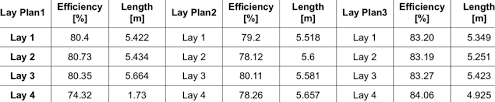 Lay Plan1 Efficiency [%] Length [m] Lay Plan2 Efficiency [%] Length [m] Lay Plan3 Efficiency [%] Length [m]
Lay 1 80.4 5.422 Lay 1 79.2 5.518 Lay 1 83.20 5.349
Lay 2 80.73 5.434 Lay 2 78.12 5.6 Lay 2 83.19 5.251
Lay 3 80.35 5.664 Lay 3 80.11 5.581 Lay 3 83.27 5.423
Lay 4 74.32 1.73 Lay 4 78.26 5.657 Lay 4 84.06 4.925